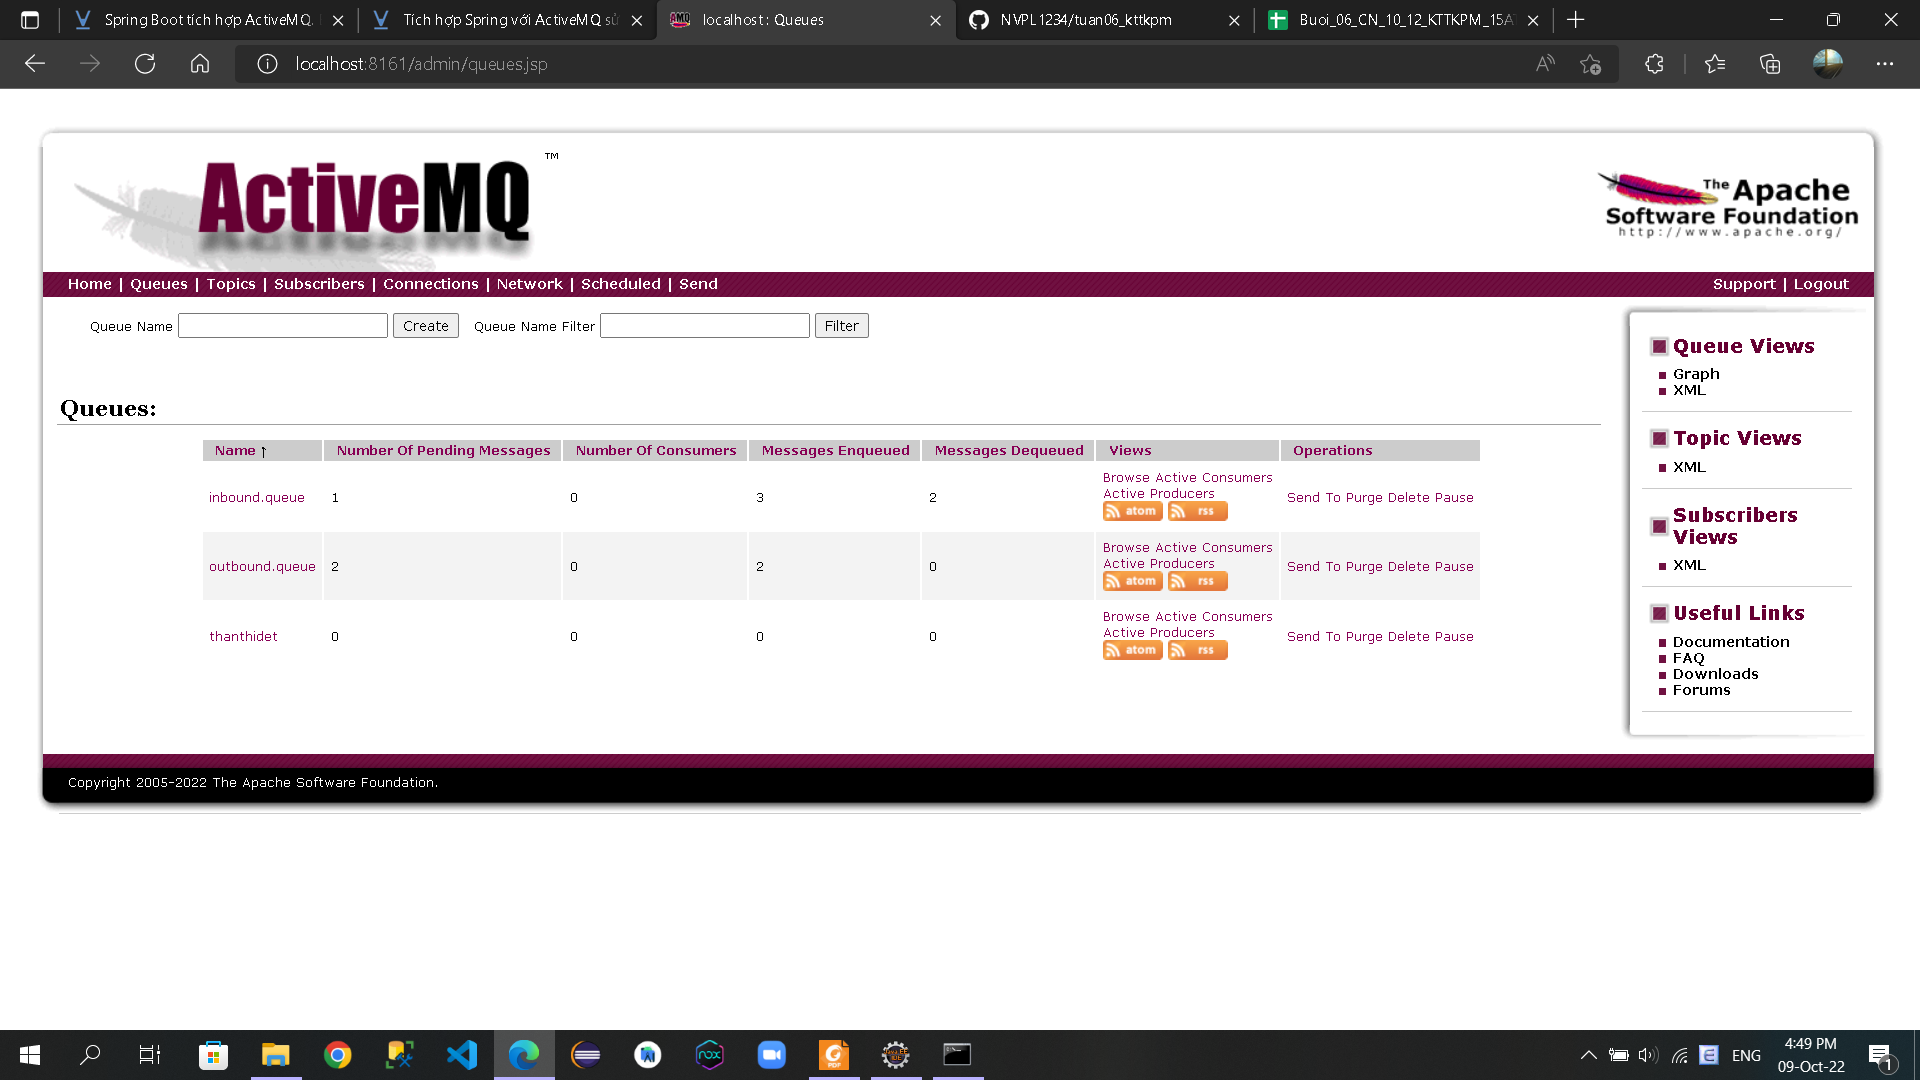 Spring Boot tích hợp ActiveMQ.
Tích hợp Spring với ActiveMQ sử
localhost : Queues
NVPL1234/tuan06_kttkpm
Buoi_06_CN_10_12_KTTKPM_15A
localhost:8161/admin/queues.jsp
ActiveMQ ™
The Apache
Software Foundation
http://www.apache.org/
Home | Queues | Topics | Subscribers | Connections | Network | Scheduled | Send
Support | Logout
Queue Name Create Queue Name Filter Filter
Queues:
Name ↑ Number Of Pending Messages Number Of Consumers Messages Enqueued Messages Dequeued Views Operations
inbound.queue 1 0 3 2 Browse Active Consumers
Active Producers
atom rss
Send To Purge Delete Pause
outbound.queue 2 0 2 0 Browse Active Consumers
Active Producers
atom rss
Send To Purge Delete Pause
thanthidet 0 0 0 0 Browse Active Consumers
Active Producers
atom rss
Send To Purge Delete Pause
Queue Views
Graph
XML
Topic Views
XML
Subscribers
Views
XML
Useful Links
Documentation
FAQ
Downloads
Forums
Copyright 2005-2022 The Apache Software Foundation.
ENG
4:49 PM
09-Oct-22
1